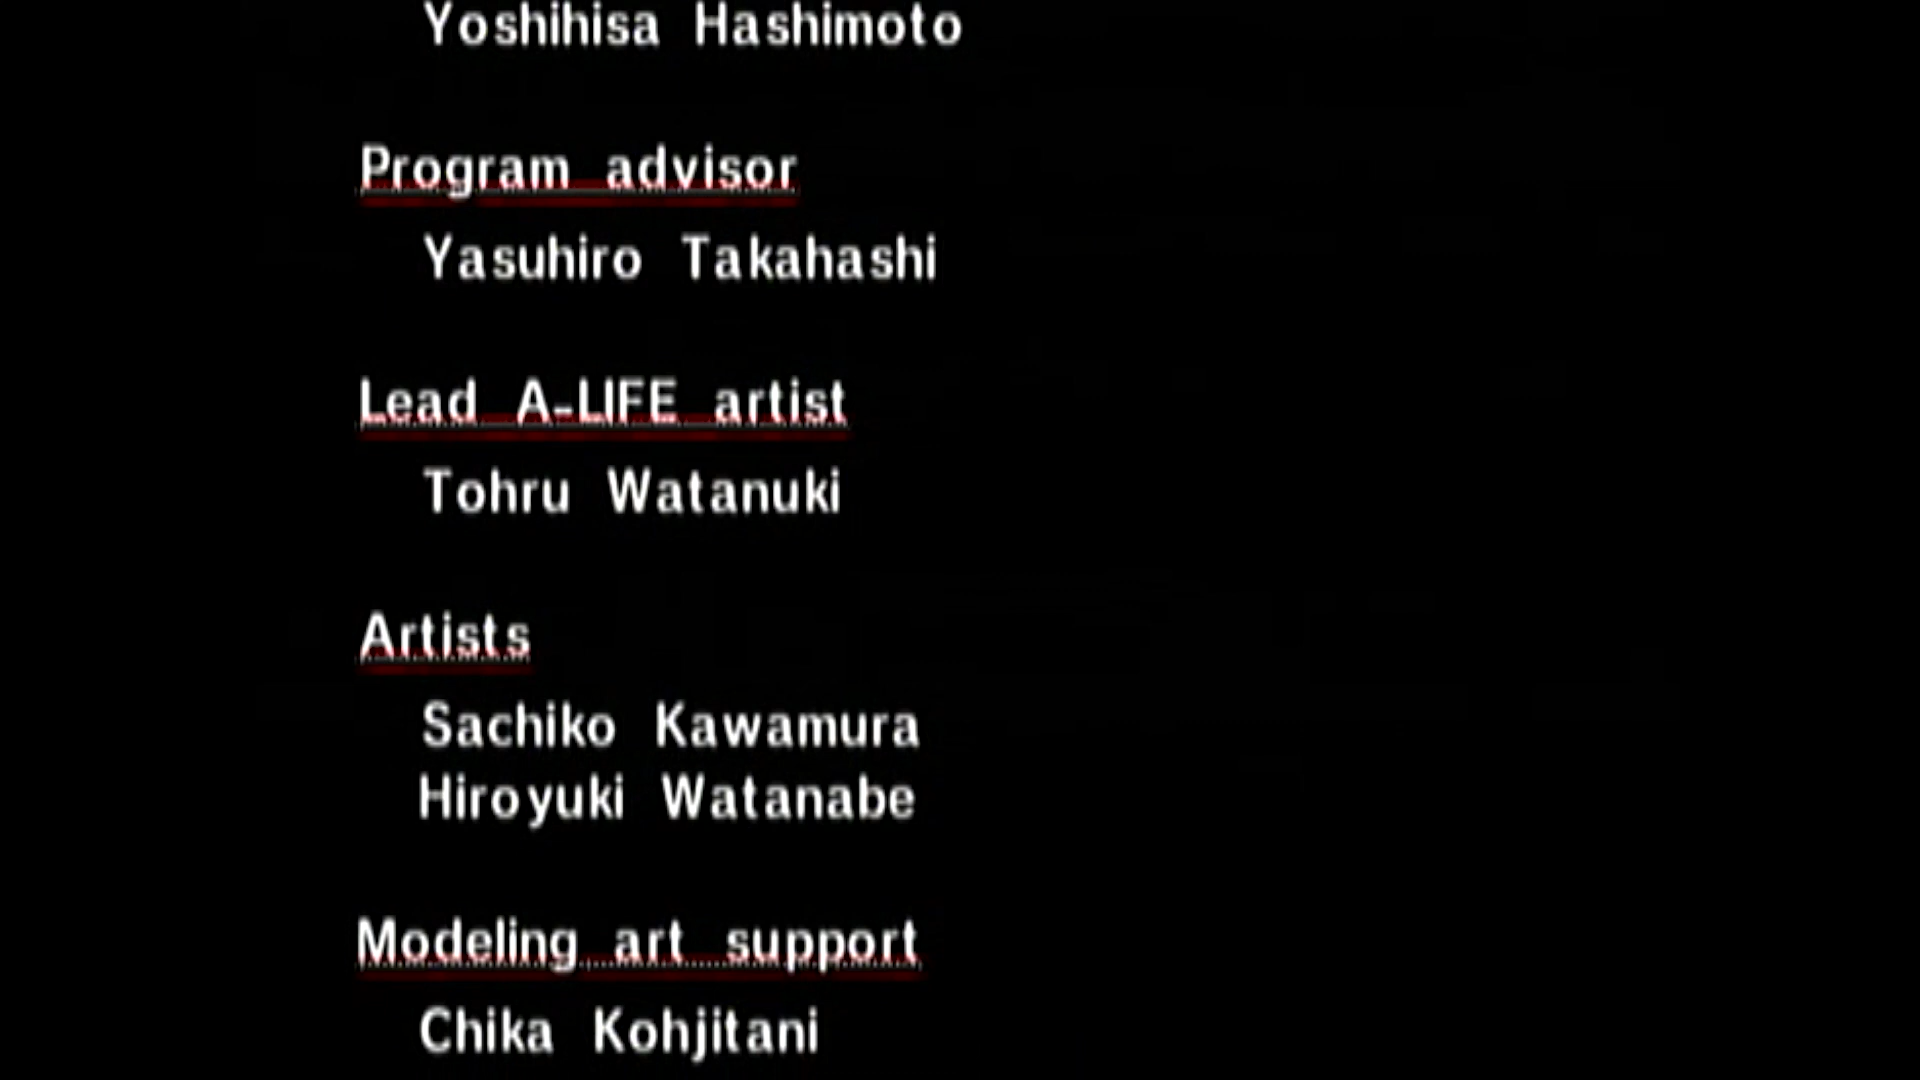 Yoshihisa Hashimoto
Program advisor
Yasuhiro Takahashi
Lead A-LIFE artist
Tohru Watanuki
Artists
Sachiko Kawamura
Hiroyuki Watanabe
Modeling art support
Chika Kohjitani